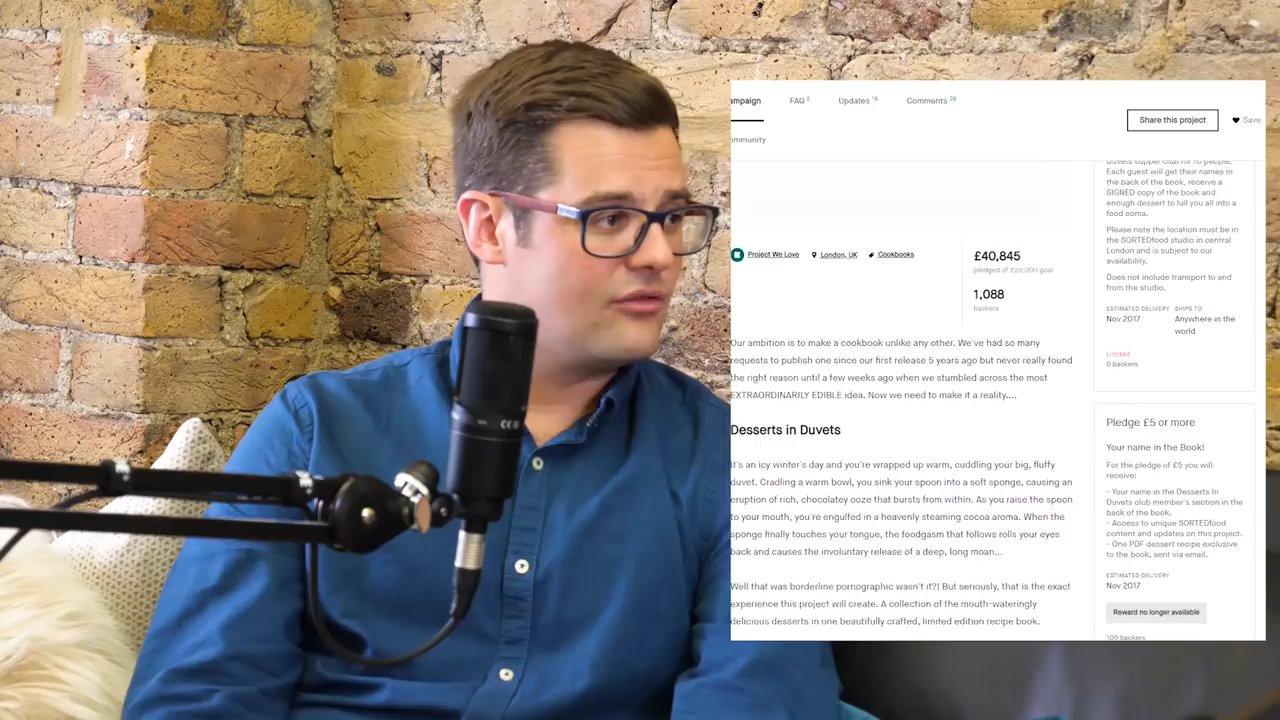 ampaign
FAQ 2
Updates 16
Comments 39
Share this project
Save
ommunity
Duvets supper club for 10 people.
Each guest will get their names in
the back of the book, receive a
SIGNED copy of the book and
enough dessert to lull you all into a
food coma.
Please note the location must be in
the SORTEDfood studio in central
London and is subject to our
availability.
Does not include transport to and
from the studio.
ESTIMATED DELIVERY
Nov 2017
SHIPS TO
Anywhere in the
world
Limited
0 backers
Project We Love
London, UK
Cookbooks
£40,845
pledged of £20,000 goal
1,088
backers
Our ambition is to make a cookbook unlike any other. We've had so many
requests to publish one since our first release 5 years ago but never really found
the right reason until a few weeks ago when we stumbled across the most
EXTRAORDINARILY EDIBLE idea. Now we need to make it a reality....
Desserts in Duvets
It's an icy winter's day and you're wrapped up warm, cuddling your big, fluffy
duvet. Cradling a warm bowl, you sink your spoon into a soft sponge, causing an
eruption of rich, chocolatey ooze that bursts from within. As you raise the spoon
to your mouth, you're engulfed in a heavenly steaming cocoa aroma. When the
sponge finally touches your tongue, the foodgasm that follows rolls your eyes
back and causes the involuntary release of a deep, long moan...
Well that was borderline pornographic wasn't it?! But seriously, that is the exact
experience this project will create. A collection of the mouth-wateringly
delicious desserts in one beautifully crafted, limited edition recipe book.
Pledge £5 or more
Your name in the Book!
For the pledge of £5 you will
receive:
- Your name in the Desserts In
Duvets club member's section in the
back of the book.
- Access to unique SORTEDfood
content and updates on this project.
- One PDF dessert recipe exclusive
to the book, sent via email.
ESTIMATED DELIVERY
Nov 2017
Reward no longer available
100 backers